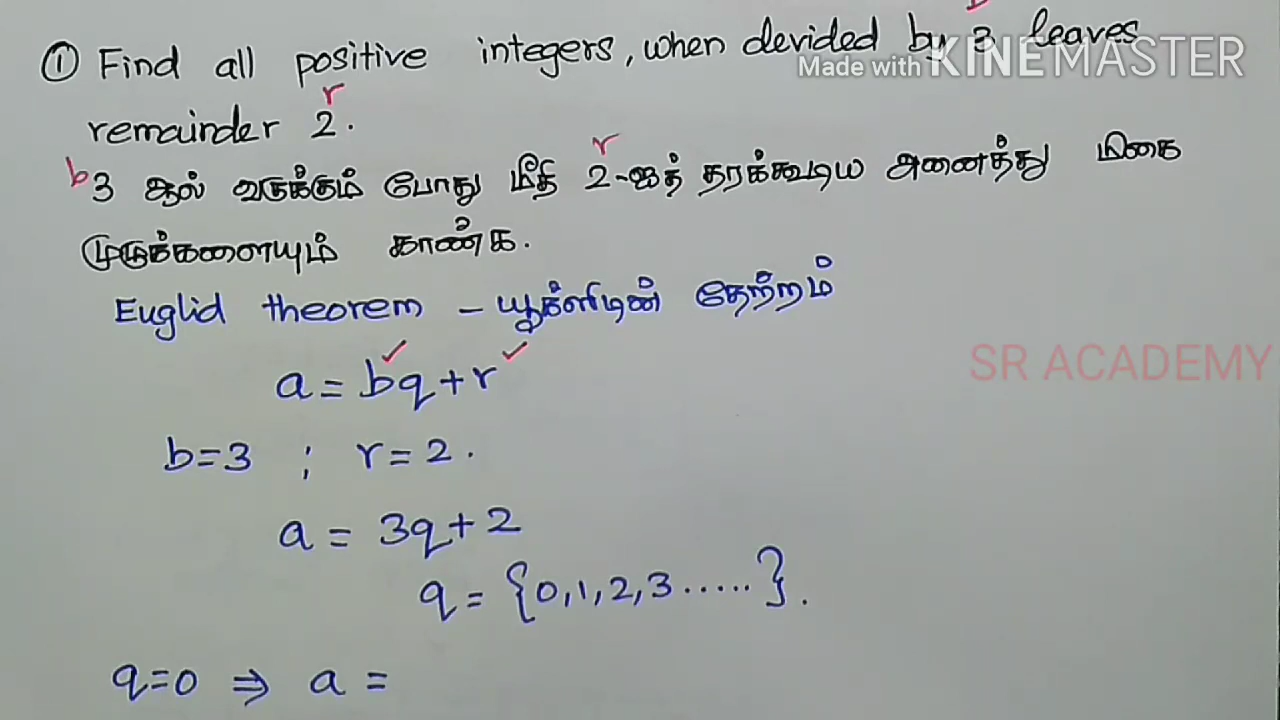 ① Find all positive integers, when devided by 3 leaves
Made with KINEMASTER
r
remainder 2.
b r
3 ஆல் வகுக்கும் போது மீதி 2-ஐத் தரக்கூடிய அனைத்து மிகை
முழுக்களையும் காண்க.
Euglid theorem – யூக்ளிடின் தேற்றம்
SR ACADEMY
a = bq + r
b = 3 ; r = 2.
a = 3q + 2
q = {0, 1, 2, 3 .....}.
q = 0 ⇒ a =